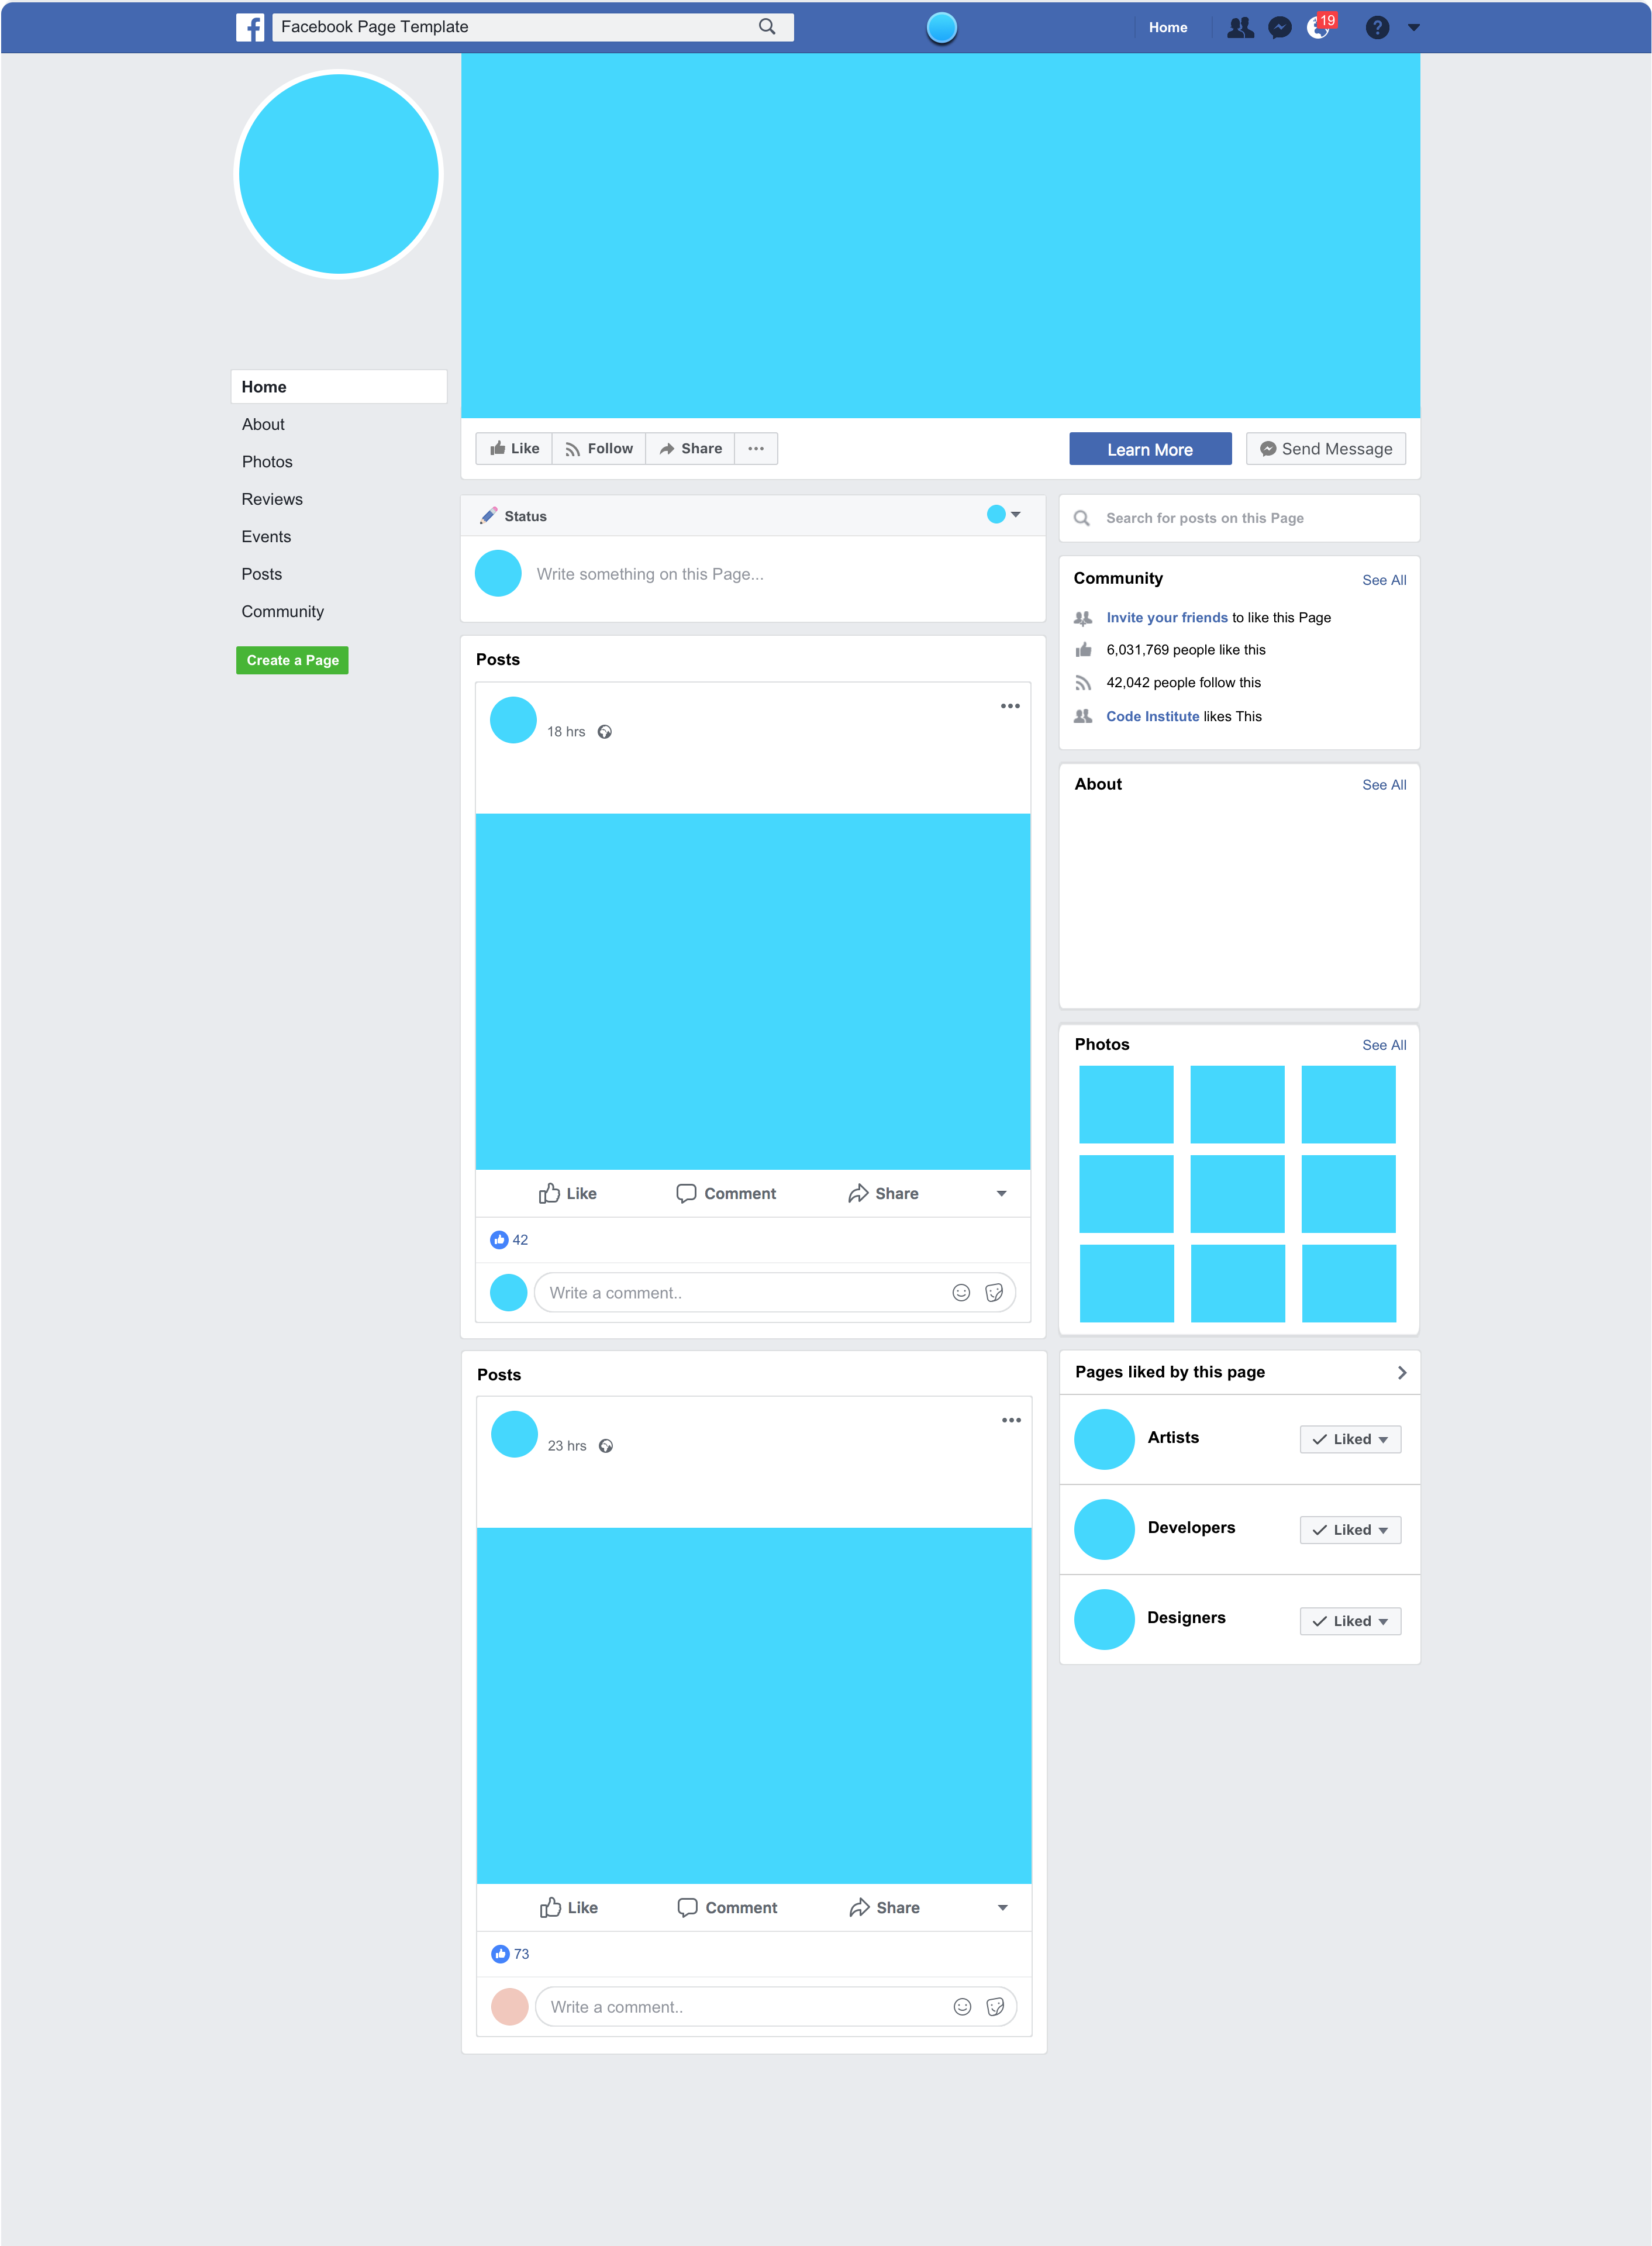 Facebook Page Template
Home
19
?
Home
About
Photos
Reviews
Events
Posts
Community
Create a Page
Like Follow Share ...
Learn More
Send Message
Status
Write something on this Page...
Posts
18 hrs
Like Comment Share
42
Write a comment..
Posts
23 hrs
Like Comment Share
73
Write a comment..
Search for posts on this Page
Community See All
Invite your friends to like this Page
6,031,769 people like this
42,042 people follow this
Code Institute likes This
About See All
Photos See All
Pages liked by this page
Artists Liked
Developers Liked
Designers Liked